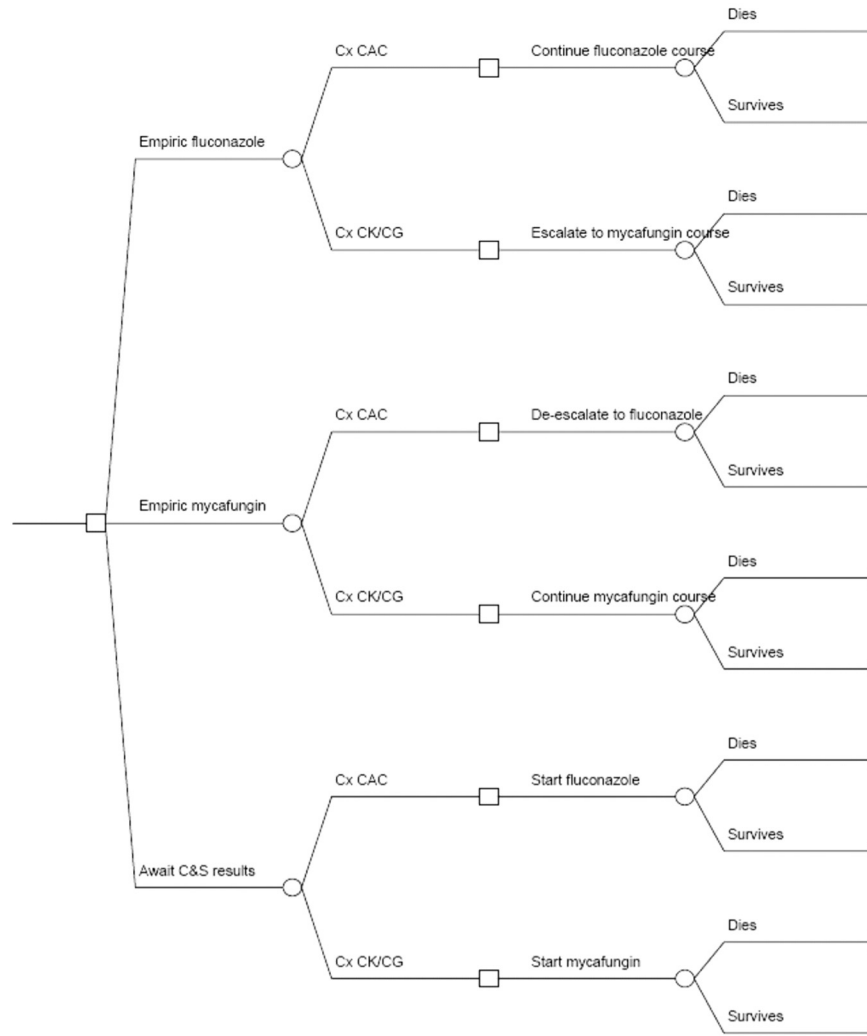 Dies
Cx CAC
Continue fluconazole course
Survives
Empiric fluconazole
Dies
Cx CK/CG
Escalate to mycafungin course
Survives
Dies
Cx CAC
De-escalate to fluconazole
Survives
Empiric mycafungin
Dies
Cx CK/CG
Continue mycafungin course
Survives
Dies
Cx CAC
Start fluconazole
Survives
Await C&S results
Dies
Cx CK/CG
Start mycafungin
Survives